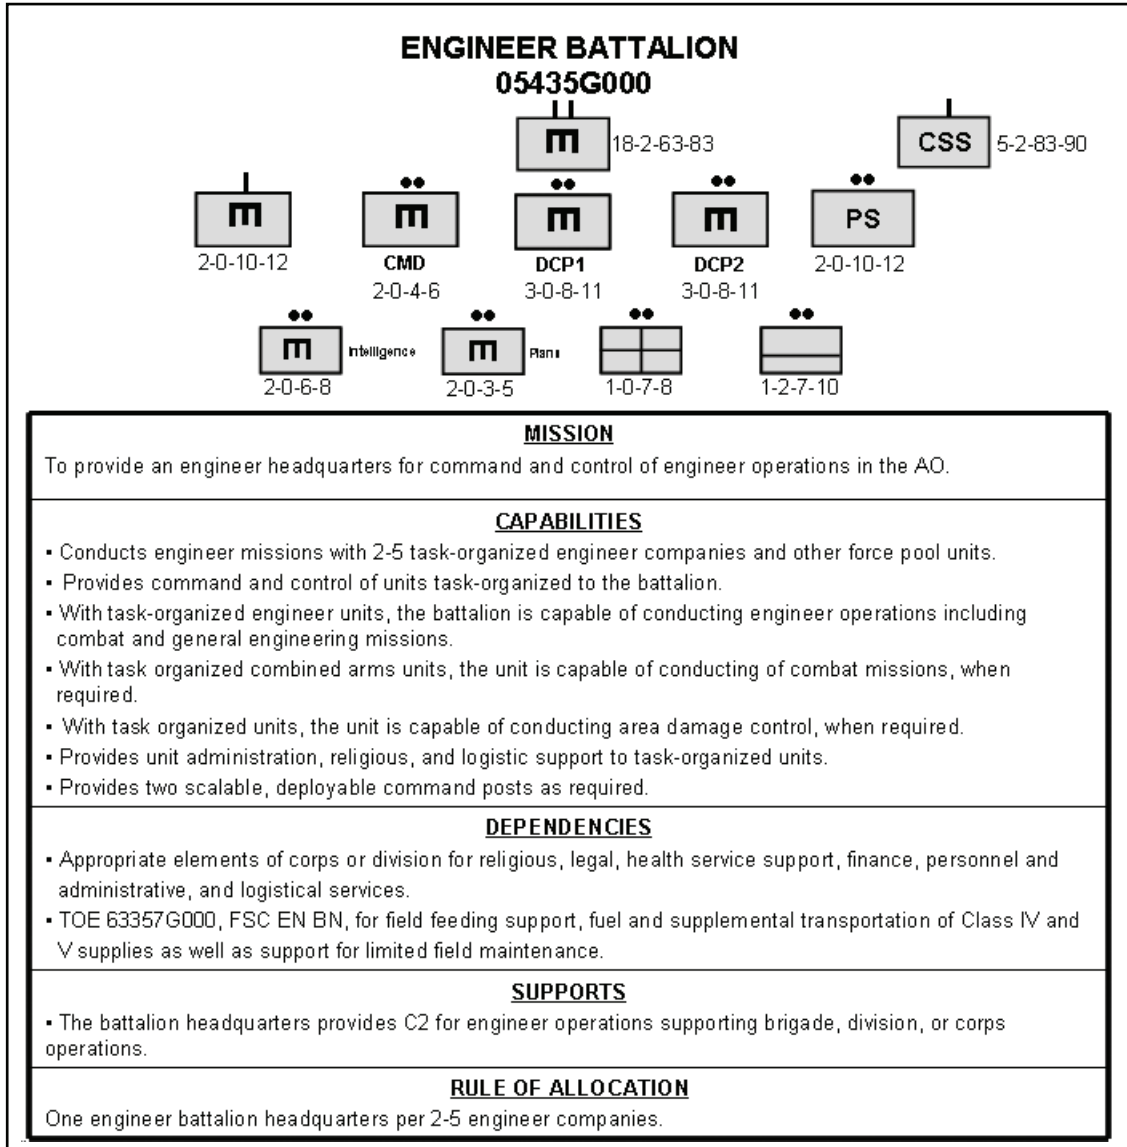 ENGINEER BATTALION
05435G000
E 18-2-63-83
CSS 5-2-83-90
E E E E PS
2-0-10-12 CMD DCP1 DCP2 2-0-10-12
2-0-4-6 3-0-8-11 3-0-8-11
E Intelligence E Plans
2-0-6-8 2-0-3-5 1-0-7-8 1-2-7-10
MISSION
To provide an engineer headquarters for command and control of engineer operations in the AO.
CAPABILITIES
▪ Conducts engineer missions with 2-5 task-organized engineer companies and other force pool units.
▪ Provides command and control of units task-organized to the battalion.
▪ With task-organized engineer units, the battalion is capable of conducting engineer operations including
combat and general engineering missions.
▪ With task organized combined arms units, the unit is capable of conducting of combat missions, when
required.
▪ With task organized units, the unit is capable of conducting area damage control, when required.
▪ Provides unit administration, religious, and logistic support to task-organized units.
▪ Provides two scalable, deployable command posts as required.
DEPENDENCIES
▪ Appropriate elements of corps or division for religious, legal, health service support, finance, personnel and
administrative, and logistical services.
▪ TOE 63357G000, FSC EN BN, for field feeding support, fuel and supplemental transportation of Class IV and
V supplies as well as support for limited field maintenance.
SUPPORTS
▪ The battalion headquarters provides C2 for engineer operations supporting brigade, division, or corps
operations.
RULE OF ALLOCATION
One engineer battalion headquarters per 2-5 engineer companies.